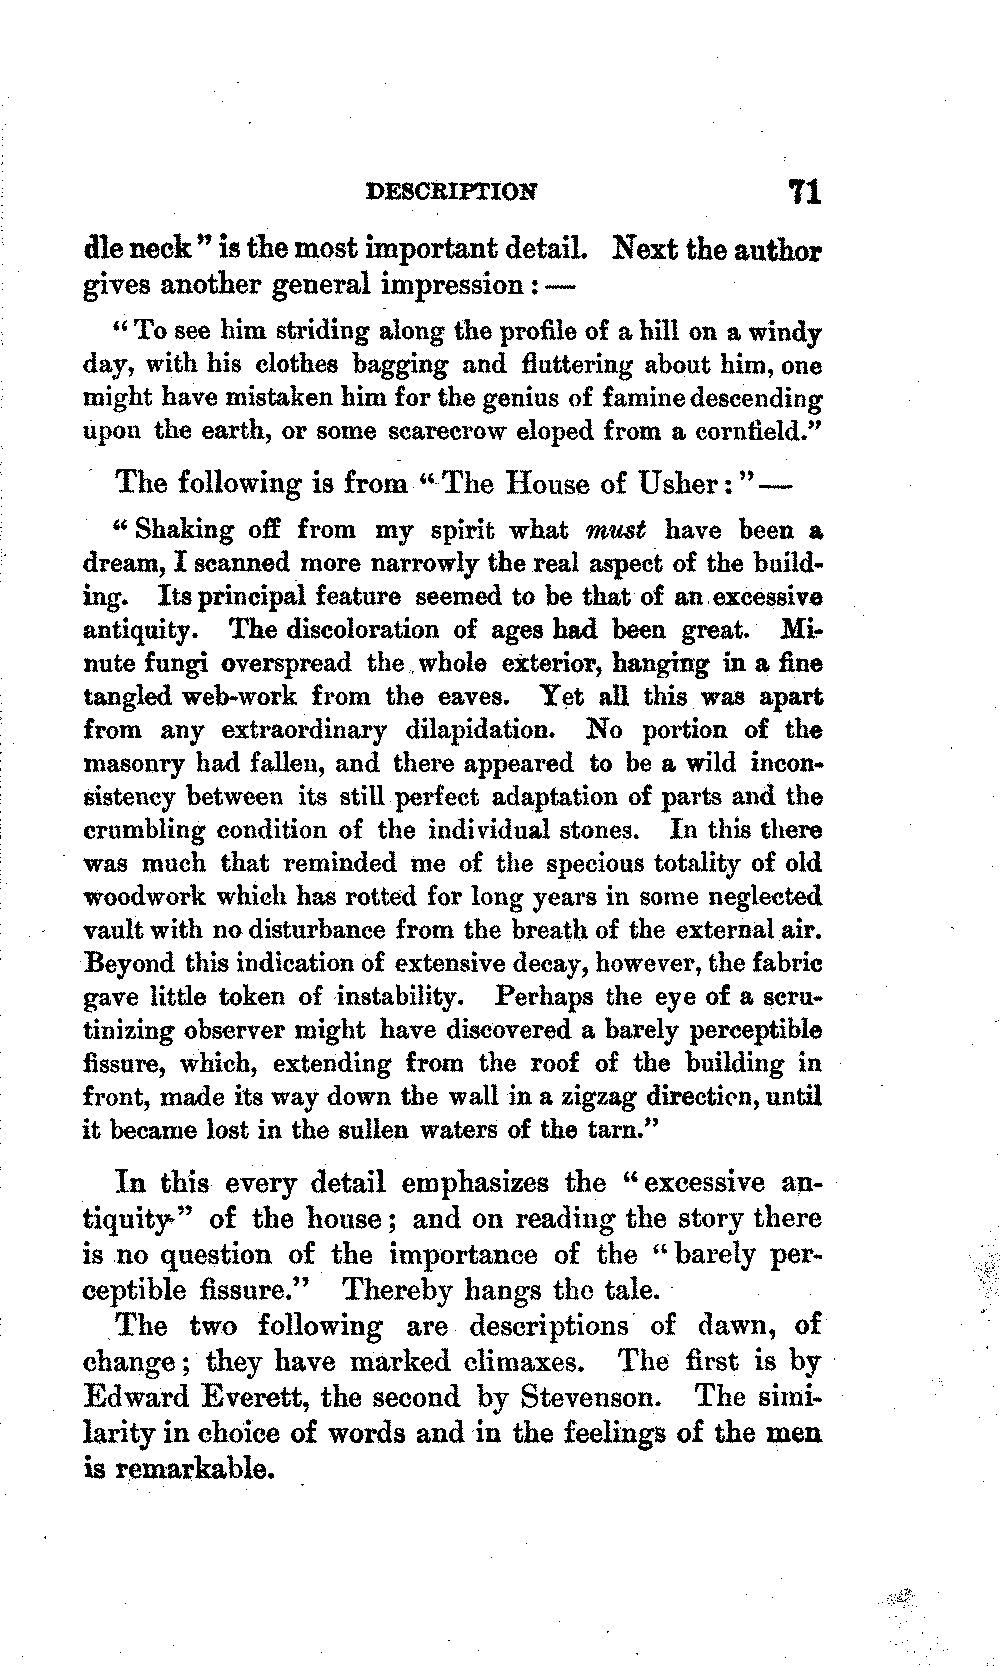 DESCRIPTION 71
dle neck" is the most important detail. Next the author
gives another general impression: —
"To see him striding along the profile of a hill on a windy
day, with his clothes bagging and fluttering about him, one
might have mistaken him for the genius of famine descending
upon the earth, or some scarecrow eloped from a cornfield."
The following is from "The House of Usher:" —
"Shaking off from my spirit what must have been a
dream, I scanned more narrowly the real aspect of the build-
ing. Its principal feature seemed to be that of an excessive
antiquity. The discoloration of ages had been great. Mi-
nute fungi overspread the whole exterior, hanging in a fine
tangled web-work from the eaves. Yet all this was apart
from any extraordinary dilapidation. No portion of the
masonry had fallen, and there appeared to be a wild incon-
sistency between its still perfect adaptation of parts and the
crumbling condition of the individual stones. In this there
was much that reminded me of the specious totality of old
woodwork which has rotted for long years in some neglected
vault with no disturbance from the breath of the external air.
Beyond this indication of extensive decay, however, the fabric
gave little token of instability. Perhaps the eye of a scru-
tinizing observer might have discovered a barely perceptible
fissure, which, extending from the roof of the building in
front, made its way down the wall in a zigzag direction, until
it became lost in the sullen waters of the tarn."
In this every detail emphasizes the "excessive an-
tiquity" of the house; and on reading the story there
is no question of the importance of the "barely per-
ceptible fissure." Thereby hangs the tale.
The two following are descriptions of dawn, of
change; they have marked climaxes. The first is by
Edward Everett, the second by Stevenson. The simi-
larity in choice of words and in the feelings of the men
is remarkable.